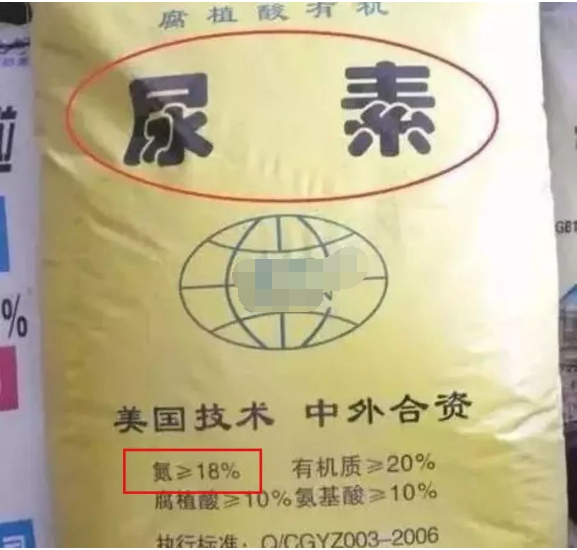 腐植酸有机
尿素
美国技术 中外合资
氮≥18% 有机质≥20%
腐植酸≥10% 氨基酸≥10%
执行标准: Q/CGYZ003-2006
%
GB1